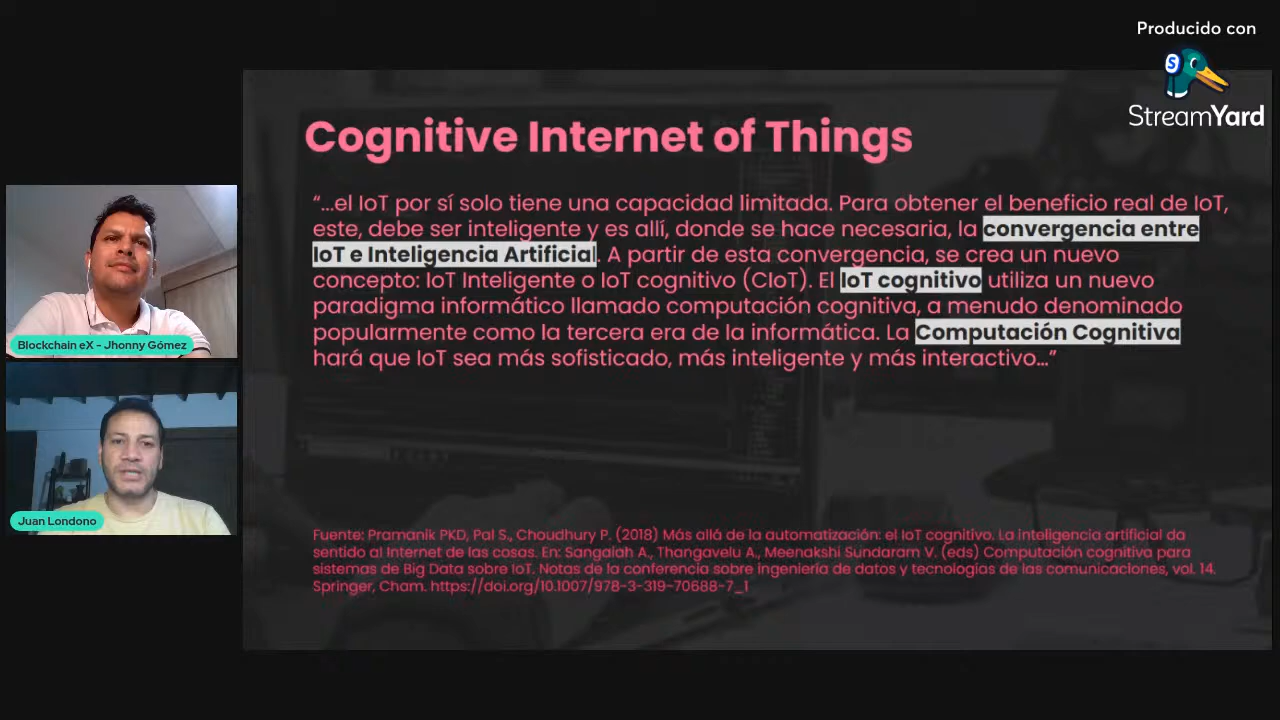 Producido con
StreamYard
Cognitive Internet of Things
“...el IoT por sí solo tiene una capacidad limitada. Para obtener el beneficio real de IoT,
este, debe ser inteligente y es allí, donde se hace necesaria, la convergencia entre
IoT e Inteligencia Artificial. A partir de esta convergencia, se crea un nuevo
concepto: IoT Inteligente o IoT cognitivo (CIoT). El IoT cognitivo utiliza un nuevo
paradigma informático llamado computación cognitiva, a menudo denominado
popularmente como la tercera era de la informática. La Computación Cognitiva
hará que IoT sea más sofisticado, más inteligente y más interactivo...”
Blockchain eX - Jhonny Gómez
Juan Londono
Fuente: Pramanik PKD, Pal S., Choudhury P. (2018) Más allá de la automatización: el IoT cognitivo. La inteligencia artificial da
sentido al Internet de las cosas. En: Sangaiah A., Thangavelu A., Meenakshi Sundaram V. (eds) Computación cognitiva para
sistemas de Big Data sobre IoT. Notas de la conferencia sobre ingeniería de datos y tecnologías de las comunicaciones, vol. 14.
Springer, Cham. https://doi.org/10.1007/978-3-319-70688-7_1